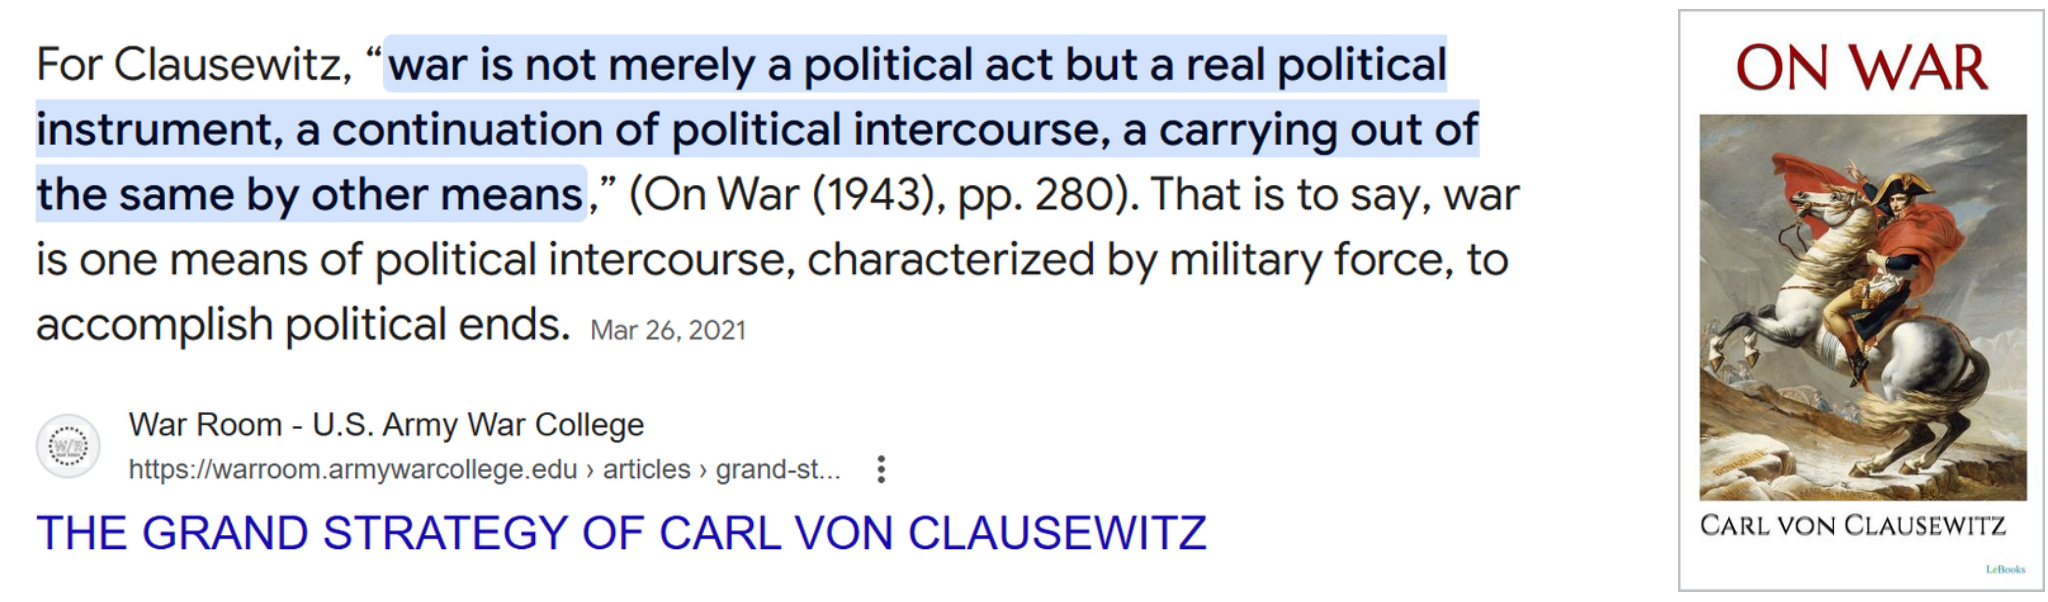 For Clausewitz, “war is not merely a political act but a real political
instrument, a continuation of political intercourse, a carrying out of
the same by other means,” (On War (1943), pp. 280). That is to say, war
is one means of political intercourse, characterized by military force, to
accomplish political ends. Mar 26, 2021
W/R
War Room - U.S. Army War College
https://warroom.armywarcollege.edu › articles › grand-st...
THE GRAND STRATEGY OF CARL VON CLAUSEWITZ
ON WAR
CARL VON CLAUSEWITZ
LeBooks